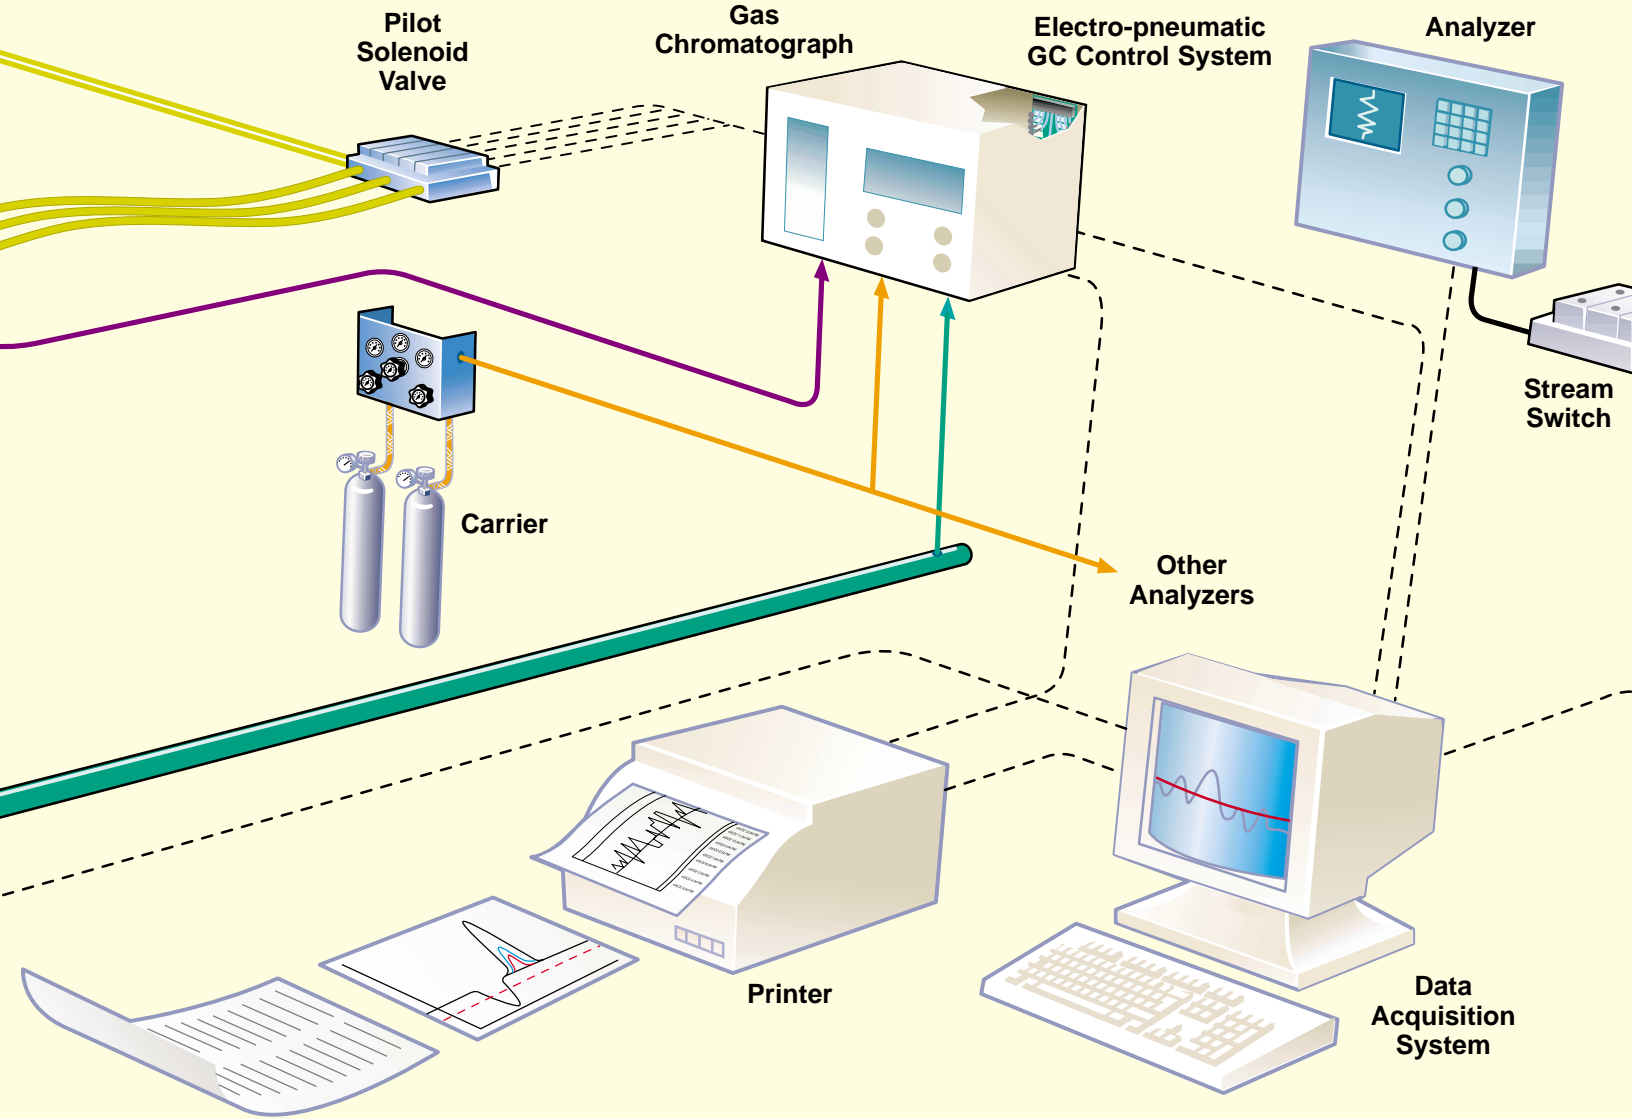 Pilot
Solenoid
Valve
Gas
Chromatograph
Electro-pneumatic
GC Control System
Analyzer
Stream
Switch
Carrier
Other
Analyzers
Printer
Data
Acquisition
System